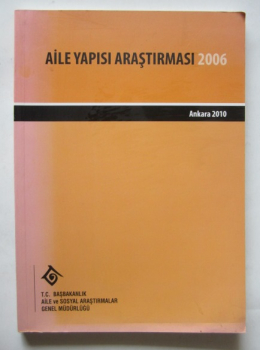 AİLE YAPISI ARAŞTIRMASI 2006
Ankara 2010
T.C. BAŞBAKANLIK
AİLE ve SOSYAL ARAŞTIRMALAR
GENEL MÜDÜRLÜĞÜ